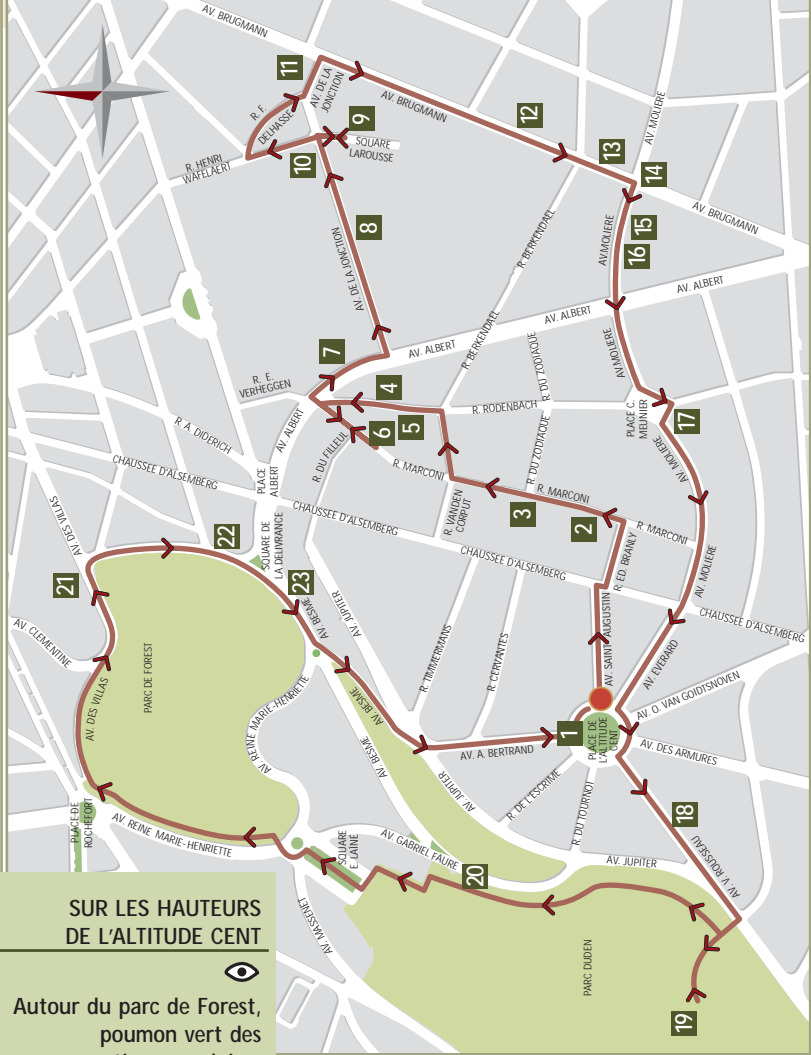 AV. BRUGMANN
11
R. F.
DELHASSE
AV. DE LA
JONCTION
AV. BRUGMANN
9
SQUARE
LAROUSSE
10
R. HENRI
WAFELAERT
12
13
AV. MOLIERE
14
AV. BRUGMANN
8
AV. DE LA JONCTION
R. BERKENDAEL
AV.MOLIERE
15
16
AV. ALBERT
7
AV. ALBERT
AV. ALBERT
R. E.
VERHEGGEN
R. BERKENDAEL
AV.MOLIERE
4
R. DU ZODIAQUE
5
R. RODENBACH
PLACE C.
MEUNIER
17
AV. ALBERT
R. DU FILLEUL
6
R. MARCONI
R. DU ZODIAQUE
AV. MOLIERE
R. A. DIDERICH
PLACE
ALBERT
CHAUSSEE D'ALSEMBERG
CHAUSSEE D'ALSEMBERG
R. VANDEN
CORPUT
3
R. MARCONI
2
R. MARCONI
AV. MOLIERE
AV. DES VILLAS
22
SQUARE DE
LA DELIVRANCE
CHAUSSEE D'ALSEMBERG
R. ED. BRANLY
CHAUSSEE D'ALSEMBERG
21
23
AV. BESME
AV. JUPITER
R. TIMMERMANS
R. CERVANTES
AV. SAINT-AUGUSTIN
AV. EVERARD
AV. CLEMENTINE
PARC DE FOREST
AV. DES VILLAS
AV. REINE MARIE-HENRIETTE
AV. BESME
AV. BESME
AV. A. BERTRAND
1
PLACE DE
L'ALTITUDE
CENT
AV. O. VAN GOIDTSNOVEN
AV. DES ARMURES
AV. JUPITER
R. DE L'ESCRIME
R. DU TOURNOT
18
PLACE DE
ROCHEFORT
AV. REINE MARIE-HENRIETTE
SQUARE
E. LAINE
AV. GABRIEL FAURE
20
AV. JUPITER
AV. V. ROUSSEAU
AV. MASSENET
PARC DUDEN
19
SUR LES HAUTEURS
DE L'ALTITUDE CENT
Autour du parc de Forest,
poumon vert des